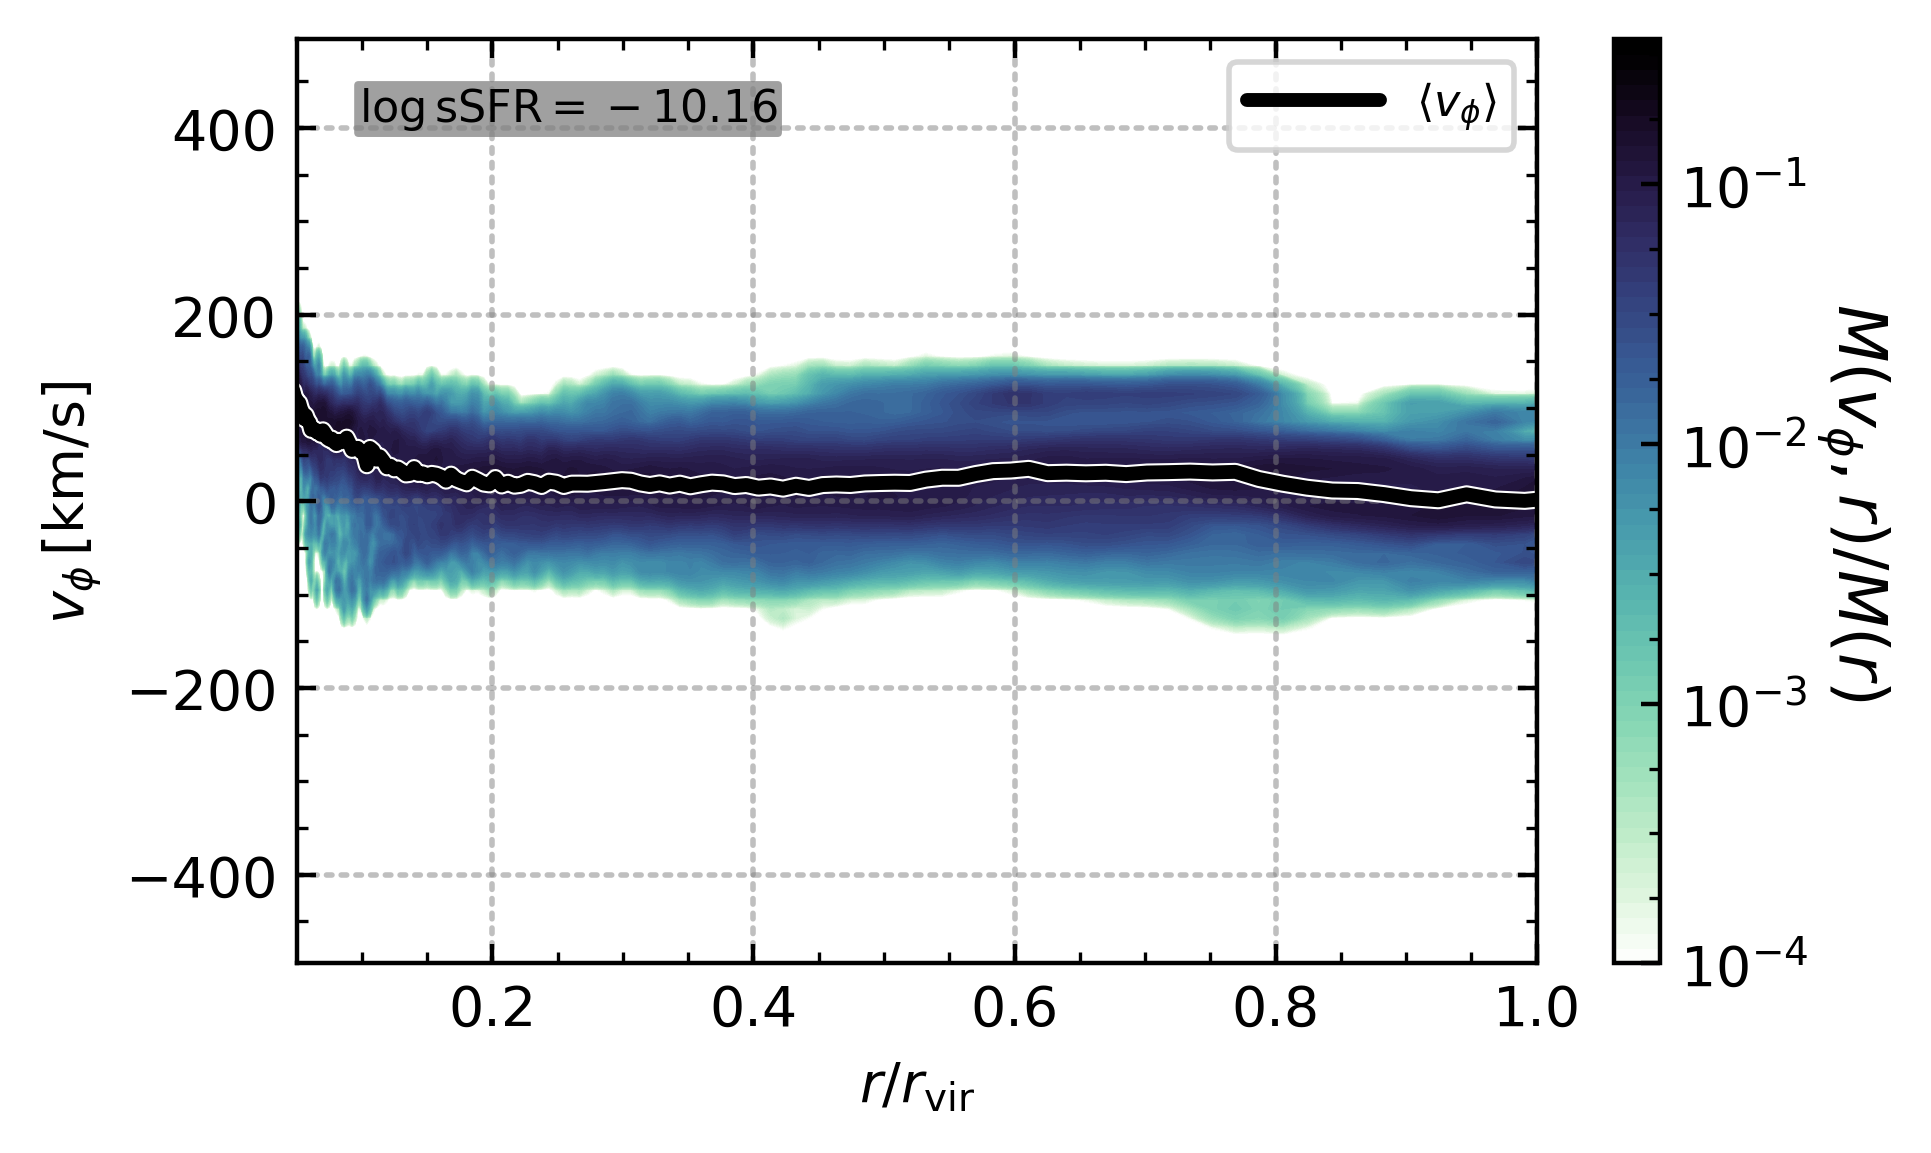 log sSFR = − 10.16
⟨v_ϕ⟩
400
200
0
−200
−400
v_ϕ [km/s]
0.2 0.4 0.6 0.8 1.0
r/r_vir
10⁻¹
10⁻²
10⁻³
10⁻⁴
M(v_ϕ, r)/M(r)